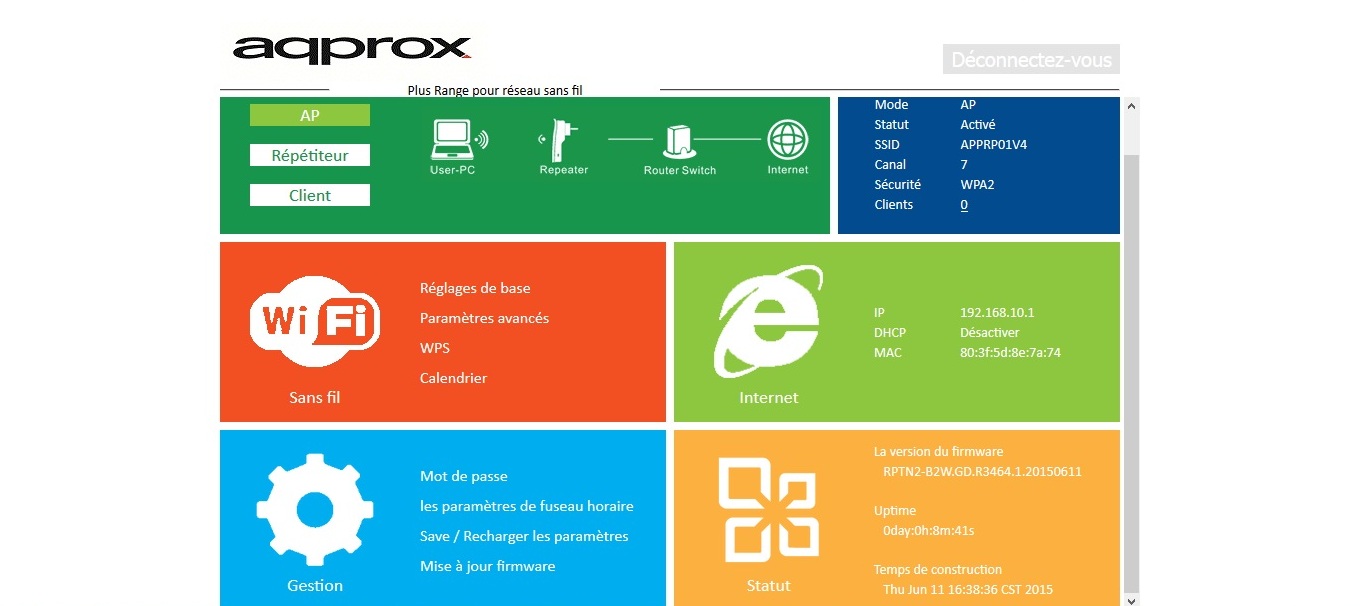 aqprox
Déconnectez-vous
Plus Range pour réseau sans fil
AP
Répétiteur
Client
User-PC
Repeater
Router Switch
Internet
Mode AP
Statut Activé
SSID APPRP01V4
Canal 7
Sécurité WPA2
Clients 0
Wi Fi
Sans fil
Réglages de base
Paramètres avancés
WPS
Calendrier
Internet
IP 192.168.10.1
DHCP Désactiver
MAC 80:3f:5d:8e:7a:74
Gestion
Mot de passe
les paramètres de fuseau horaire
Save / Recharger les paramètres
Mise à jour firmware
Statut
La version du firmware
RPTN2-B2W.GD.R3464.1.20150611
Uptime
0day:0h:8m:41s
Temps de construction
Thu Jun 11 16:38:36 CST 2015